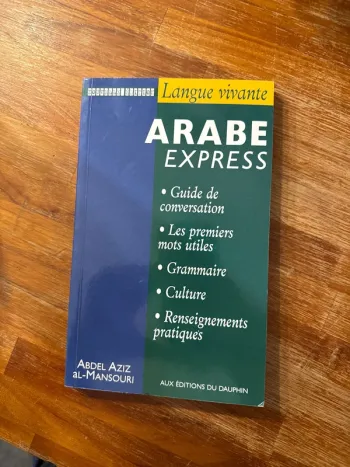 Langue vivante
ARABE
EXPRESS
• Guide de
conversation
• Les premiers
mots utiles
• Grammaire
• Culture
• Renseignements
pratiques
ABDEL AZIZ
AL-MANSOURI
AUX ÉDITIONS DU DAUPHIN